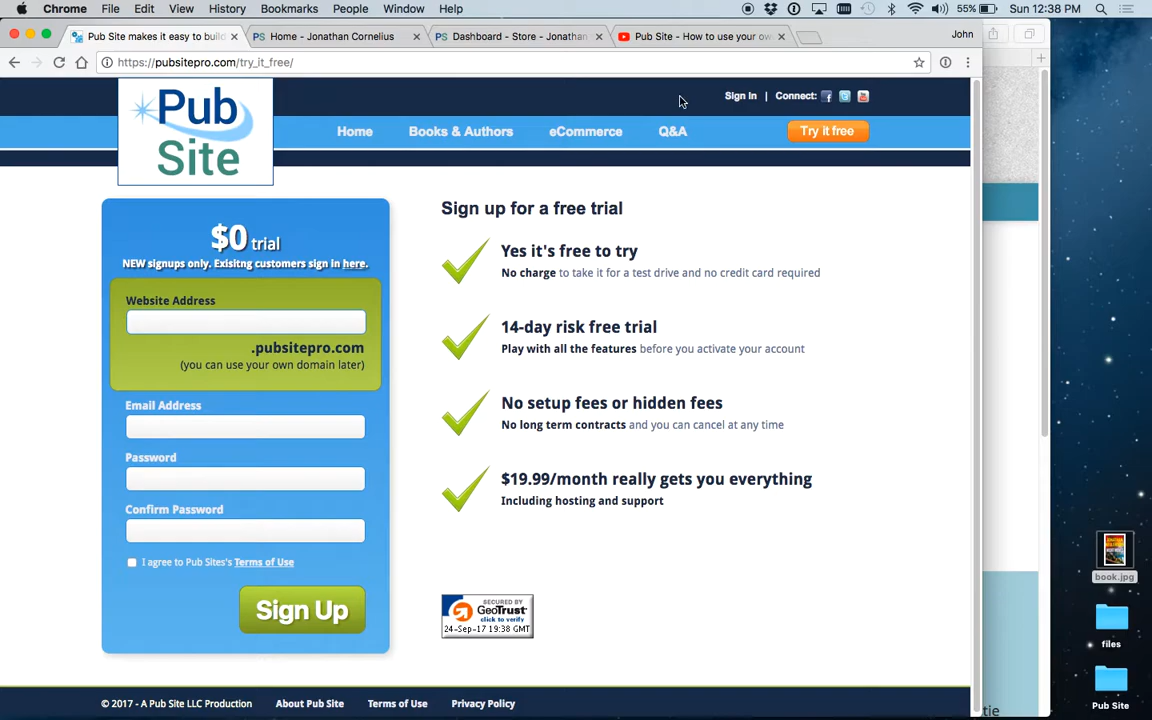 Chrome File Edit View History Bookmarks People Window Help 55% Sun 12:38 PM
Pub Site makes it easy to build Home - Jonathan Cornelius PS Dashboard - Store - Jonathan Pub Site - How to use your own John
https://pubsitepro.com/try_it_free/
Sign In | Connect:
Pub Site
Home Books & Authors eCommerce Q&A Try it free
$0 trial
NEW signups only. Exisitng customers sign in here.
Website Address
.pubsitepro.com
(you can use your own domain later)
Email Address
Password
Confirm Password
I agree to Pub Sites's Terms of Use
Sign Up
Sign up for a free trial
Yes it's free to try
No charge to take it for a test drive and no credit card required
14-day risk free trial
Play with all the features before you activate your account
No setup fees or hidden fees
No long term contracts and you can cancel at any time
$19.99/month really gets you everything
Including hosting and support
SECURED BY
GeoTrust
click to verify
24-Sep-17 19:38 GMT
© 2017 - A Pub Site LLC Production About Pub Site Terms of Use Privacy Policy
book.jpg
files
Pub Site